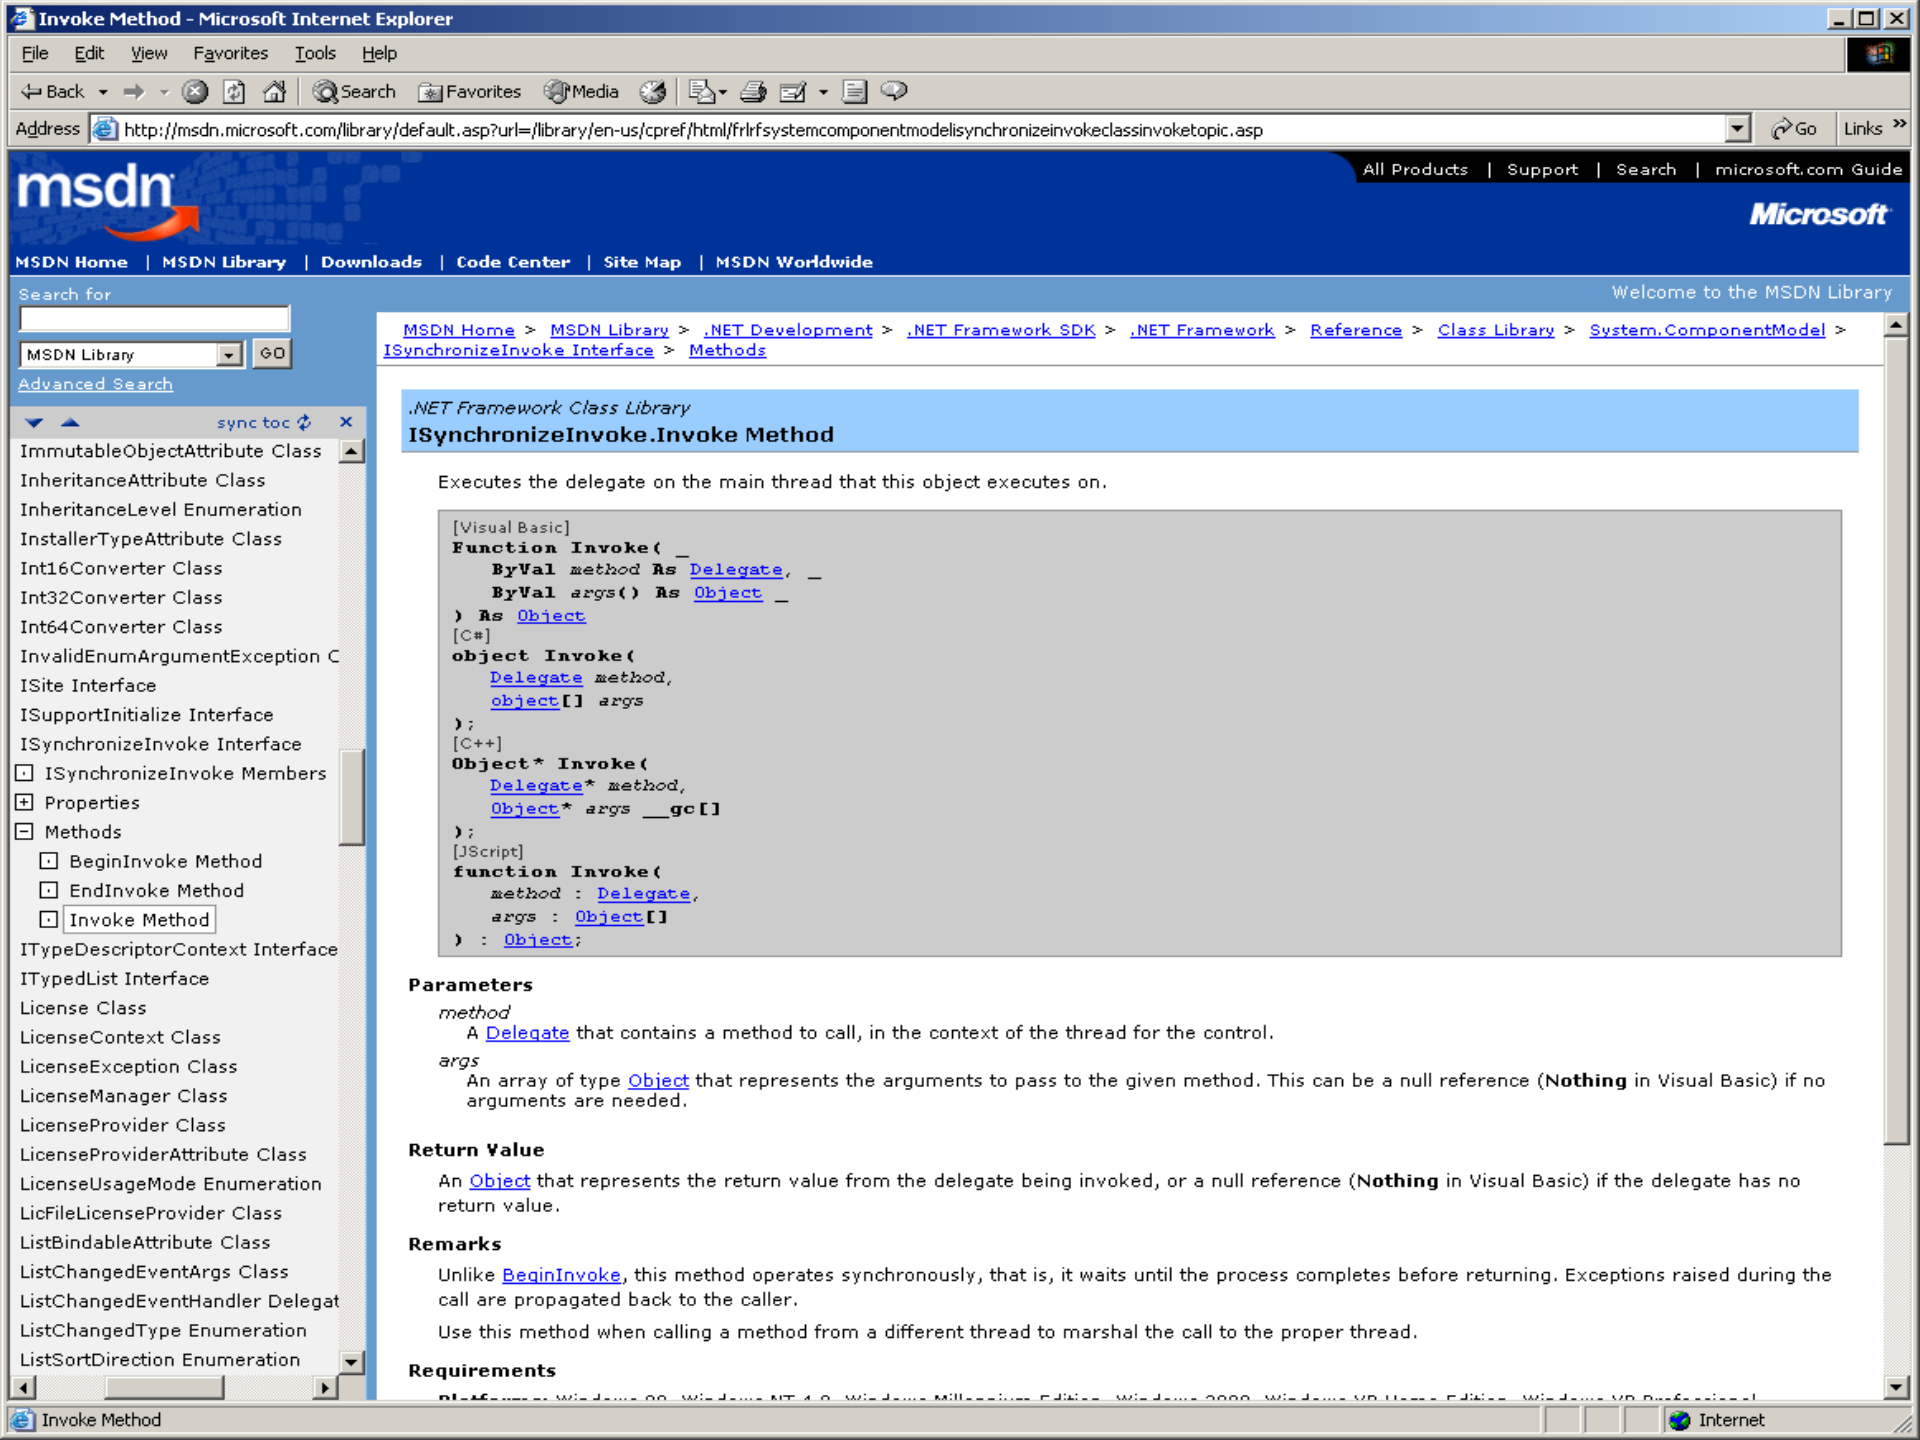 Invoke Method - Microsoft Internet Explorer
File Edit View Favorites Tools Help
Back Search Favorites Media
Address http://msdn.microsoft.com/library/default.asp?url=/library/en-us/cpref/html/frlrfsystemcomponentmodelisynchronizeinvokeclassinvoketopic.asp Go Links »
All Products | Support | Search | microsoft.com Guide
msdn
Microsoft
MSDN Home | MSDN Library | Downloads | Code Center | Site Map | MSDN Worldwide
Search for
Welcome to the MSDN Library
MSDN Library GO
Advanced Search
sync toc
ImmutableObjectAttribute Class
InheritanceAttribute Class
InheritanceLevel Enumeration
InstallerTypeAttribute Class
Int16Converter Class
Int32Converter Class
Int64Converter Class
InvalidEnumArgumentException C
ISite Interface
ISupportInitialize Interface
ISynchronizeInvoke Interface
ISynchronizeInvoke Members
Properties
Methods
BeginInvoke Method
EndInvoke Method
Invoke Method
ITypeDescriptorContext Interface
ITypedList Interface
License Class
LicenseContext Class
LicenseException Class
LicenseManager Class
LicenseProvider Class
LicenseProviderAttribute Class
LicenseUsageMode Enumeration
LicFileLicenseProvider Class
ListBindableAttribute Class
ListChangedEventArgs Class
ListChangedEventHandler Delegat
ListChangedType Enumeration
ListSortDirection Enumeration
MSDN Home > MSDN Library > .NET Development > .NET Framework SDK > .NET Framework > Reference > Class Library > System.ComponentModel >
ISynchronizeInvoke Interface > Methods
.NET Framework Class Library
ISynchronizeInvoke.Invoke Method
Executes the delegate on the main thread that this object executes on.
[Visual Basic]
Function Invoke( _
ByVal method As Delegate, _
ByVal args() As Object _
) As Object
[C#]
object Invoke(
Delegate method,
object[] args
);
[C++]
Object* Invoke(
Delegate* method,
Object* args __gc[]
);
[JScript]
function Invoke(
method : Delegate,
args : Object[]
) : Object;
Parameters
method
A Delegate that contains a method to call, in the context of the thread for the control.
args
An array of type Object that represents the arguments to pass to the given method. This can be a null reference (Nothing in Visual Basic) if no
arguments are needed.
Return Value
An Object that represents the return value from the delegate being invoked, or a null reference (Nothing in Visual Basic) if the delegate has no
return value.
Remarks
Unlike BeginInvoke, this method operates synchronously, that is, it waits until the process completes before returning. Exceptions raised during the
call are propagated back to the caller.
Use this method when calling a method from a different thread to marshal the call to the proper thread.
Requirements
Invoke Method
Internet